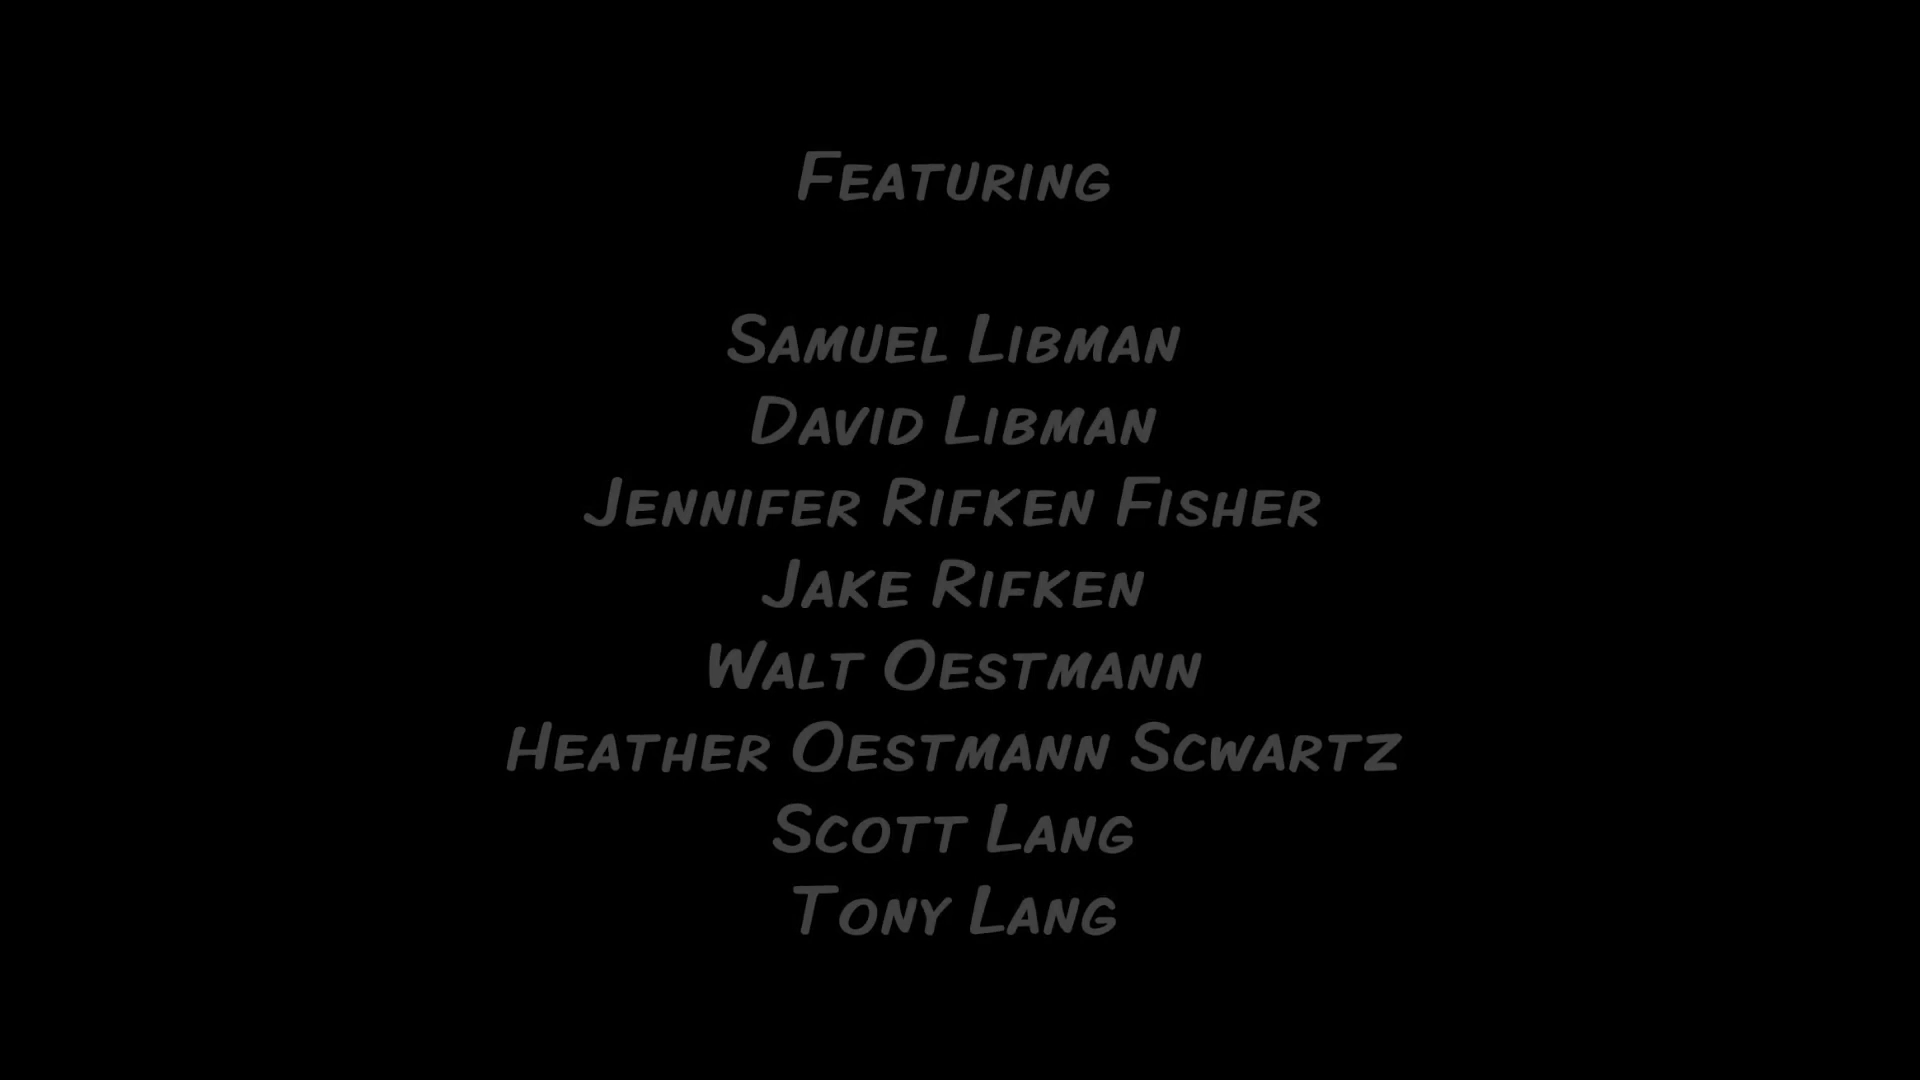 Featuring
Samuel Libman
David Libman
Jennifer Rifken Fisher
Jake Rifken
Walt Oestmann
Heather Oestmann Scwartz
Scott Lang
Tony Lang